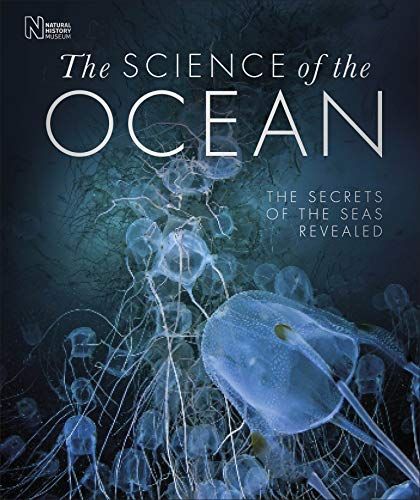 N
NATURAL
HISTORY
MUSEUM
The SCIENCE of the
OCEAN
THE SECRETS
OF THE SEAS
REVEALED